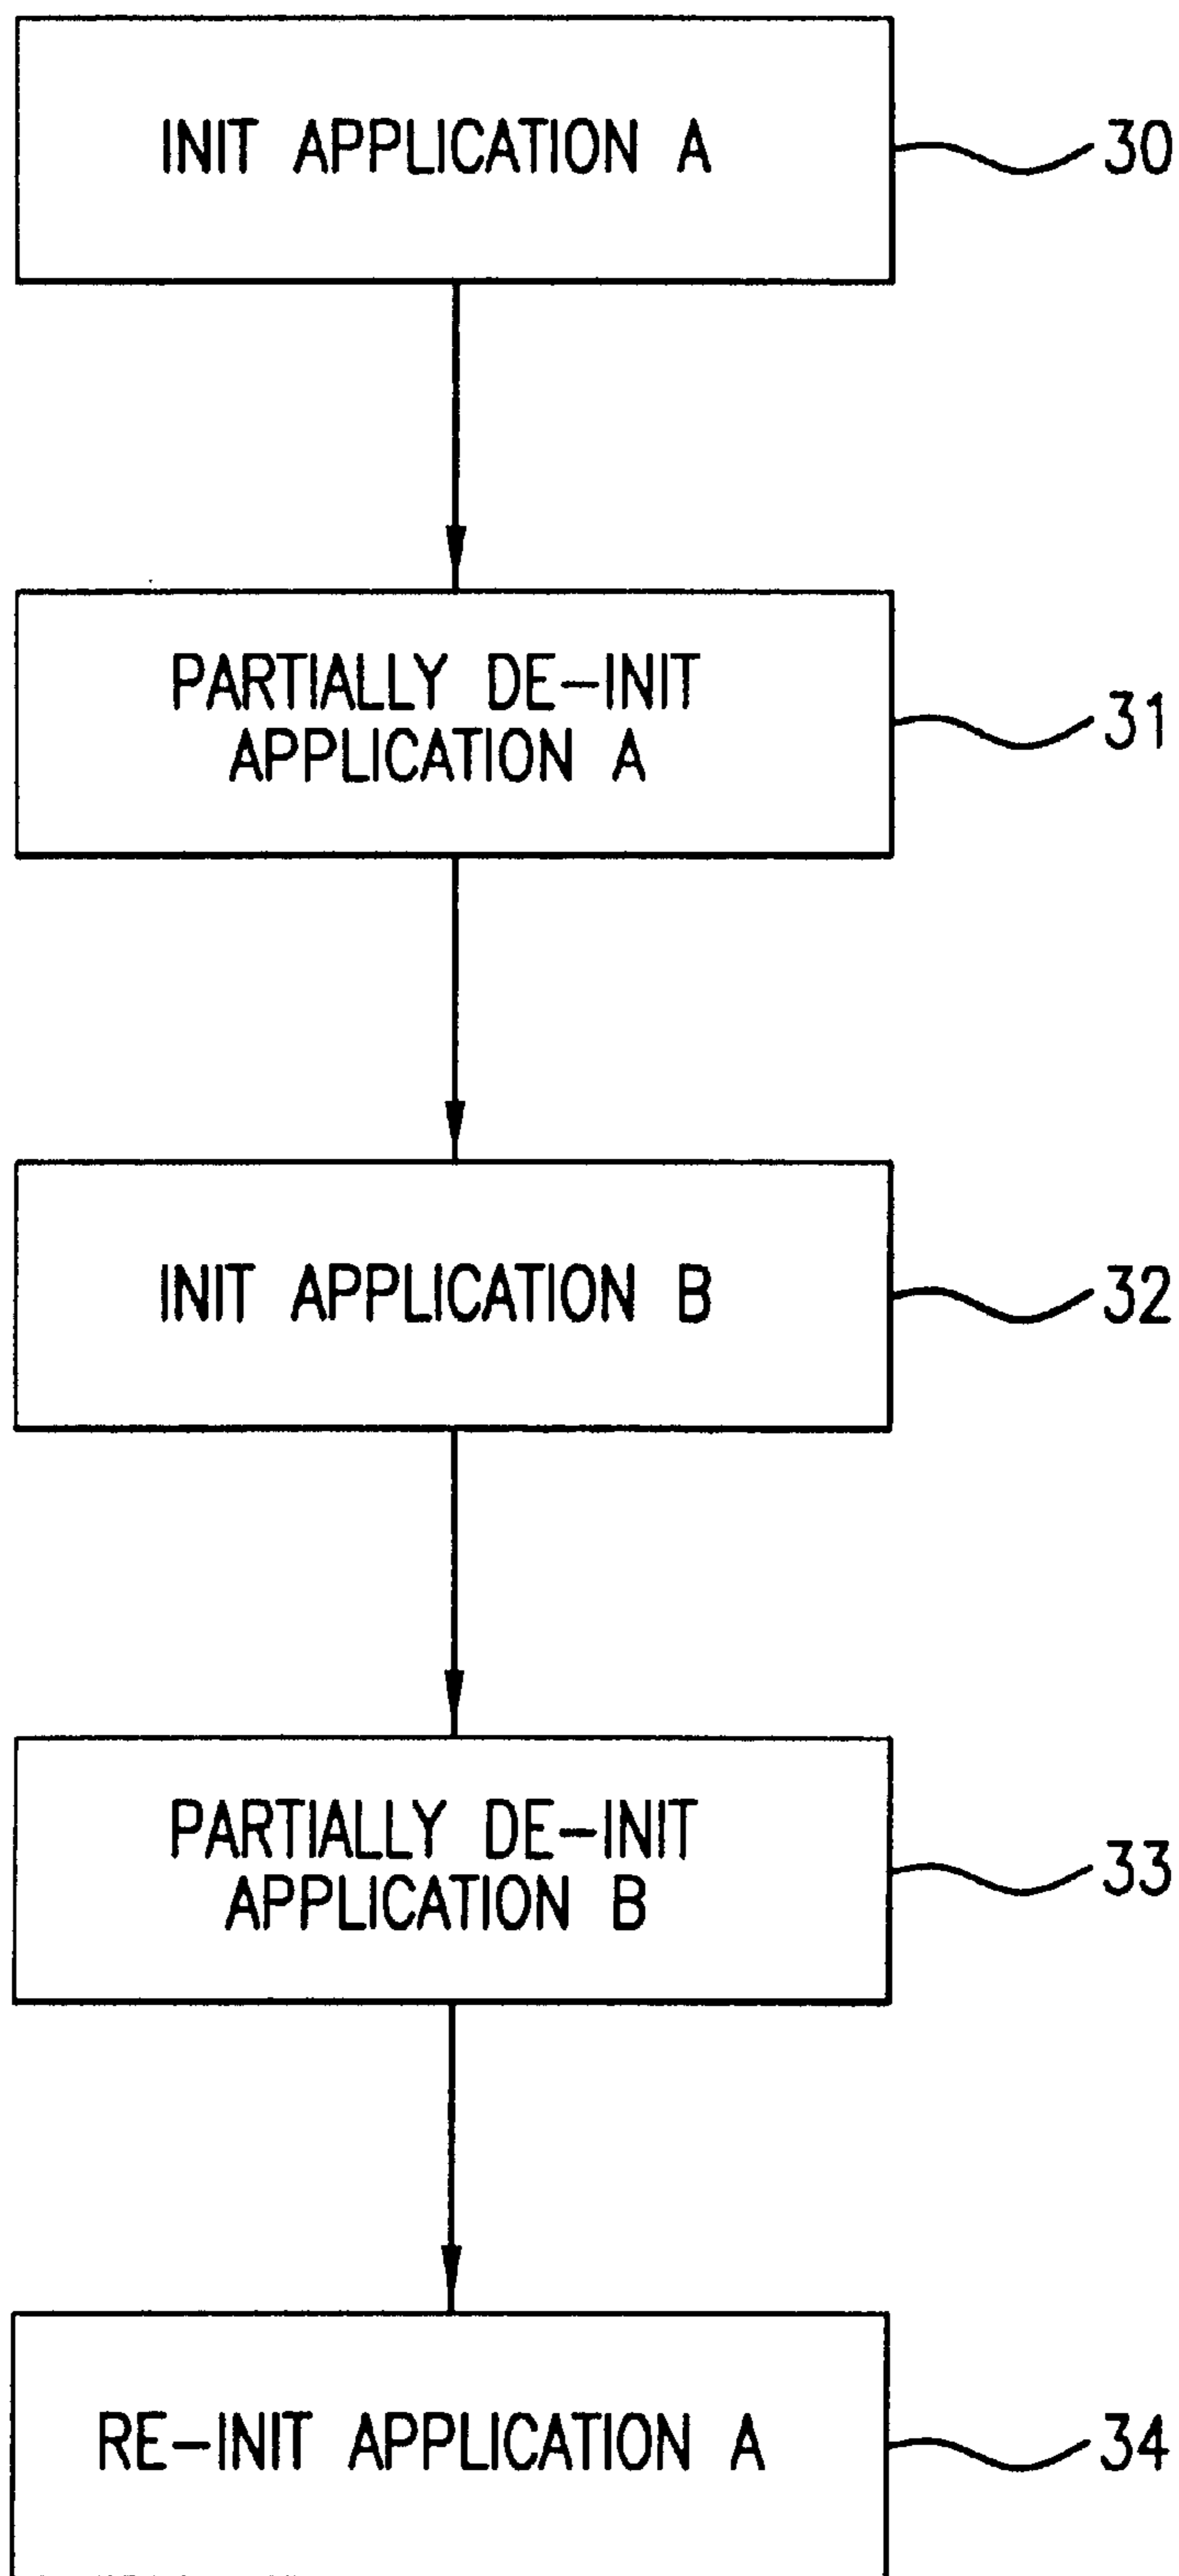 INIT APPLICATION A
30
PARTIALLY DE-INIT
APPLICATION A
31
INIT APPLICATION B
32
PARTIALLY DE-INIT
APPLICATION B
33
RE-INIT APPLICATION A
34